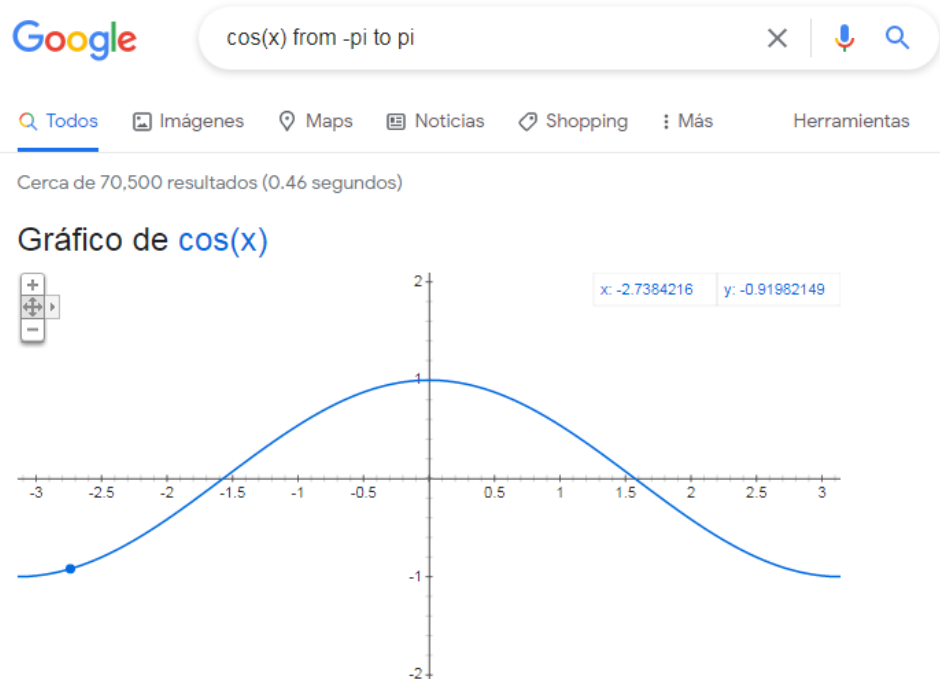 Google
cos(x) from -pi to pi
Todos Imágenes Maps Noticias Shopping Más Herramientas
Cerca de 70,500 resultados (0.46 segundos)
Gráfico de cos(x)
x: -2.7384216 y: -0.91982149
2
1
-3 -2.5 -2 -1.5 -1 -0.5 0.5 1 1.5 2 2.5 3
-1
-2